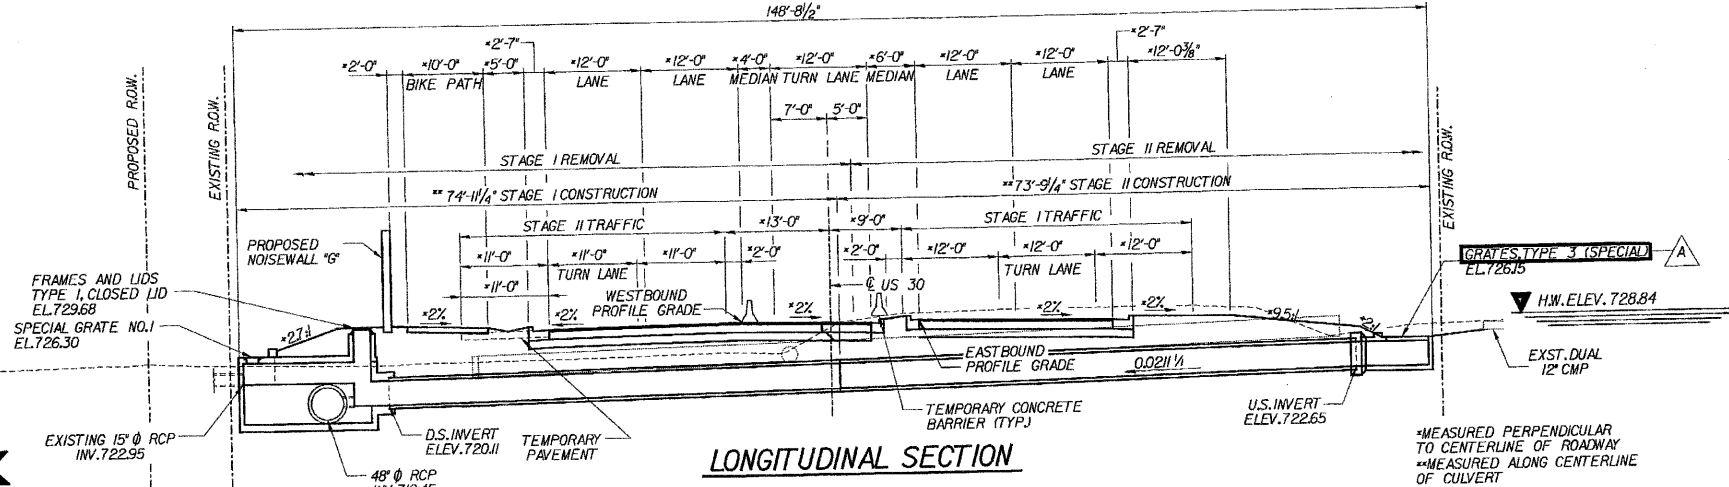 148'-8½"
*2'-7"
*2'-7"
*2'-0" *10'-0" *5'-0" *12'-0" *12'-0" *4'-0" *12'-0" *6'-0" *12'-0" *12'-0" *12'-0⅜"
BIKE PATH LANE LANE MEDIAN TURN LANE MEDIAN LANE LANE
7'-0" 5'-0"
PROPOSED R.O.W.
EXISTING R.O.W.
EXISTING R.O.W.
STAGE I REMOVAL
STAGE II REMOVAL
** 74'-11¼" STAGE I CONSTRUCTION
**73'-9¼" STAGE II CONSTRUCTION
STAGE II TRAFFIC
*13'-0" *9'-0"
STAGE I TRAFFIC
*11'-0" *11'-0" *11'-0" *2'-0" *2'-0" *12'-0" *12'-0" *12'-0"
TURN LANE
TURN LANE
*11'-0"
℄ US 30
PROPOSED
NOISEWALL "G"
FRAMES AND LIDS
TYPE 1, CLOSED LID
EL.729.68
SPECIAL GRATE NO.1
EL.726.30
WESTBOUND
PROFILE GRADE
GRATES, TYPE 3 (SPECIAL)
EL.726.15
A
H.W. ELEV. 728.84
*2.7:1
*2%
*2%
*2%
*2%
*2%
*9.5:1
EASTBOUND
PROFILE GRADE
0.0211 1/1
EXST. DUAL
12" CMP
EXISTING 15" Φ RCP
INV.722.95
D.S. INVERT
ELEV.720.11
TEMPORARY
PAVEMENT
TEMPORARY CONCRETE
BARRIER (TYP.)
U.S. INVERT
ELEV.722.65
48" Φ RCP
LONGITUDINAL SECTION
*MEASURED PERPENDICULAR
TO CENTERLINE OF ROADWAY
**MEASURED ALONG CENTERLINE
OF CULVERT